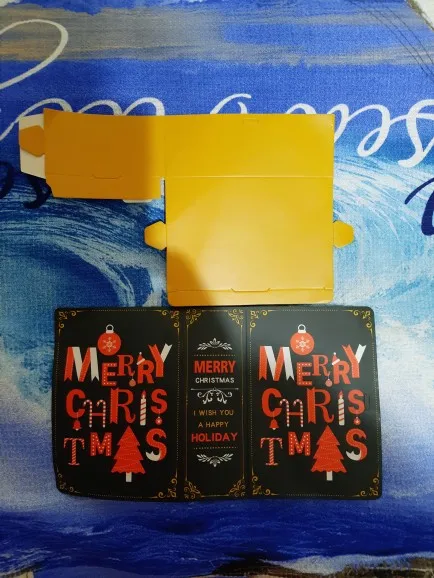 MERRY
CHRIS
TMAS
MERRY
CHRISTMAS
I WISH YOU
A HAPPY
HOLIDAY
MERRY
CHRIS
TMAS